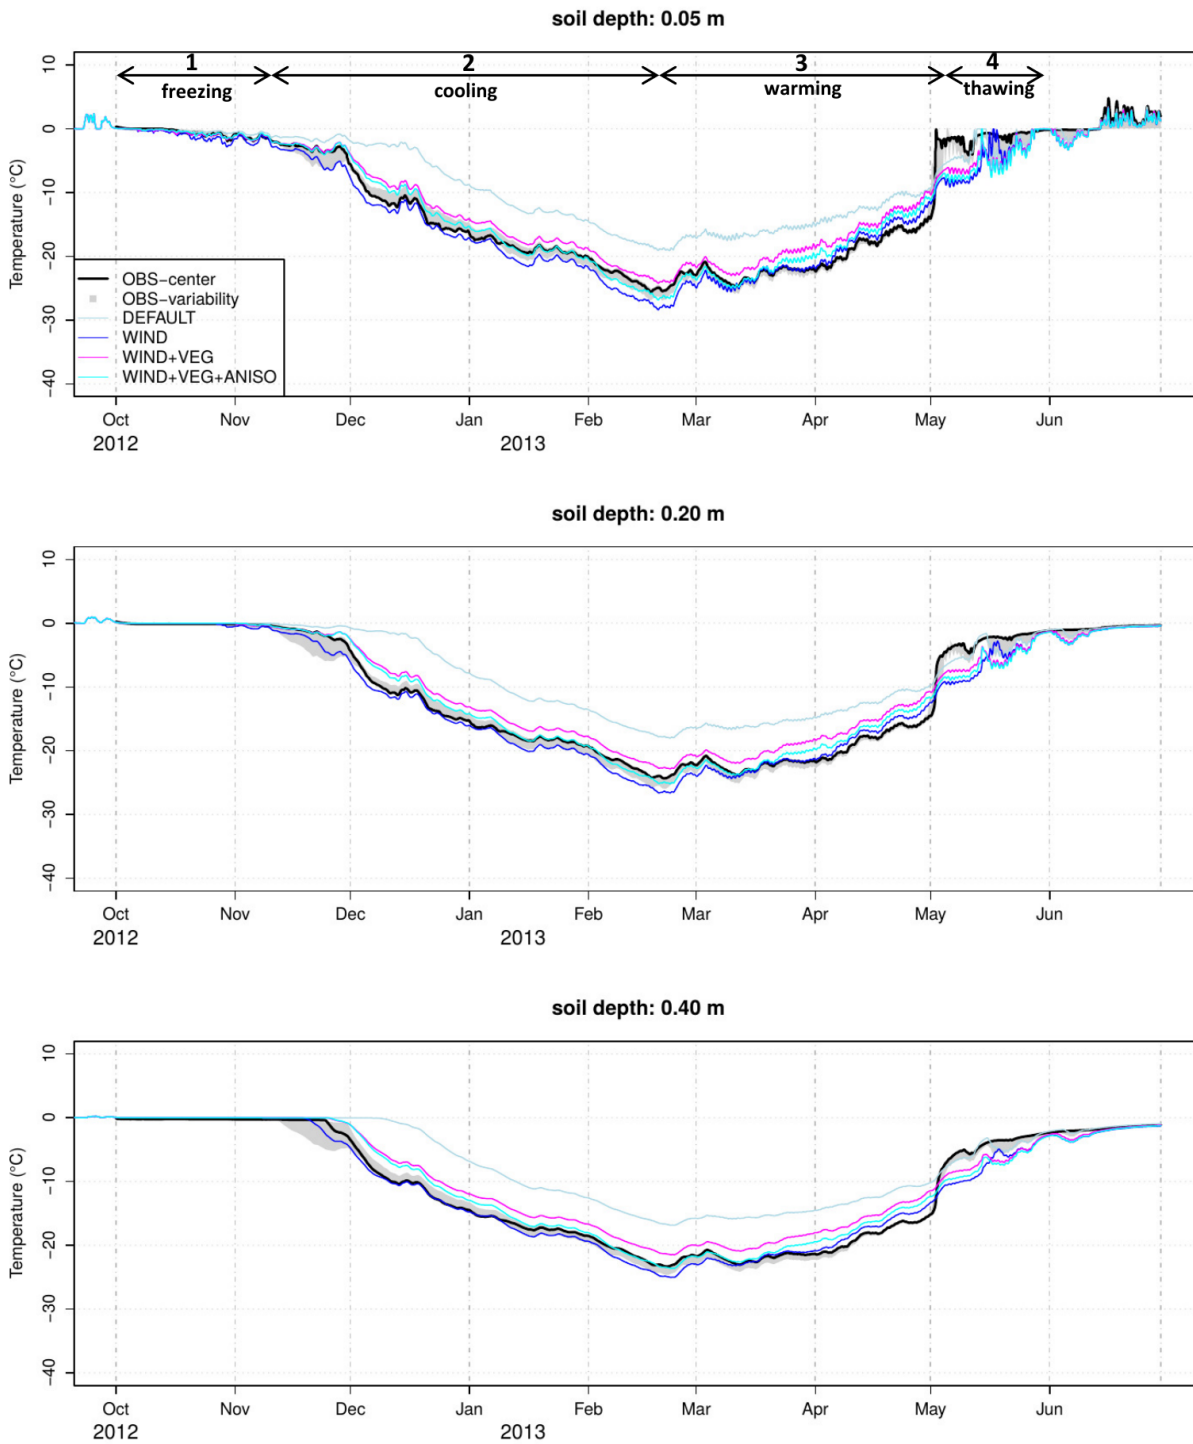 soil depth: 0.05 m
1 2 3 4
freezing cooling warming thawing
Temperature (°C)
10
0
−10
−20
−30
−40
OBS−center
OBS−variability
DEFAULT
WIND
WIND+VEG
WIND+VEG+ANISO
Oct Nov Dec Jan Feb Mar Apr May Jun
2012 2013
soil depth: 0.20 m
Temperature (°C)
10
0
−10
−20
−30
−40
Oct Nov Dec Jan Feb Mar Apr May Jun
2012 2013
soil depth: 0.40 m
Temperature (°C)
10
0
−10
−20
−30
−40
Oct Nov Dec Jan Feb Mar Apr May Jun
2012 2013